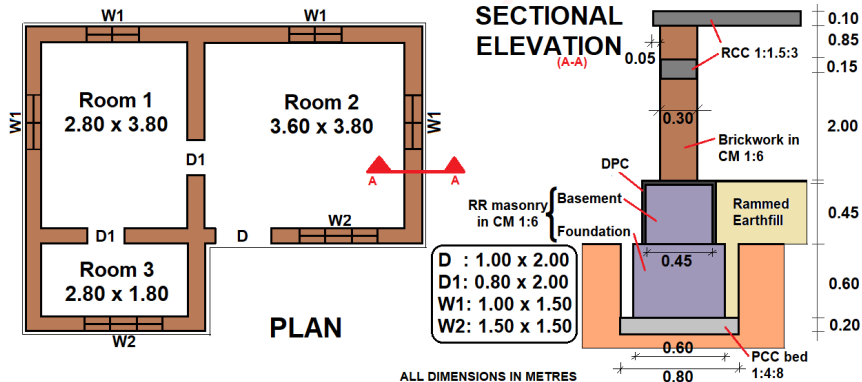 W1
W1
Room 1
2.80 x 3.80
Room 2
3.60 x 3.80
W1
W1
D1
A
A
D1
D
W2
Room 3
2.80 x 1.80
W2
PLAN
D : 1.00 x 2.00
D1: 0.80 x 2.00
W1: 1.00 x 1.50
W2: 1.50 x 1.50
SECTIONAL
ELEVATION
(A-A)
0.05
RCC 1:1.5:3
0.10
0.85
0.15
2.00
0.30
Brickwork in
CM 1:6
DPC
RR masonry
in CM 1:6
Basement
Foundation
Rammed
Earthfill
0.45
0.45
0.60
0.20
0.60
0.80
PCC bed
1:4:8
ALL DIMENSIONS IN METRES